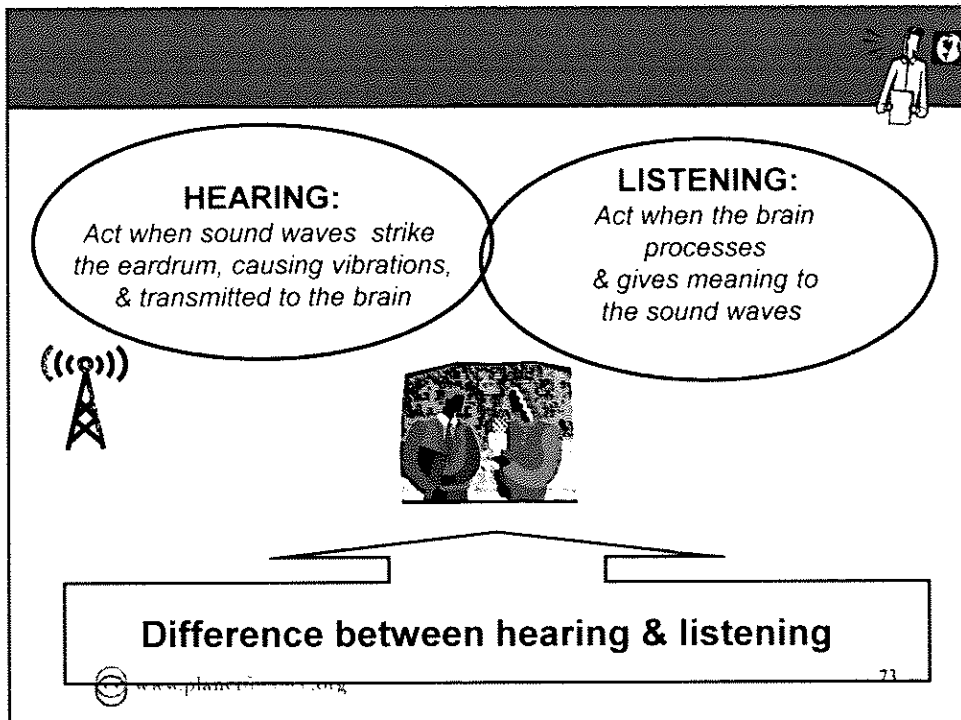 HEARING:
Act when sound waves strike
the eardrum, causing vibrations,
& transmitted to the brain
LISTENING:
Act when the brain
processes
& gives meaning to
the sound waves
Difference between hearing & listening
73